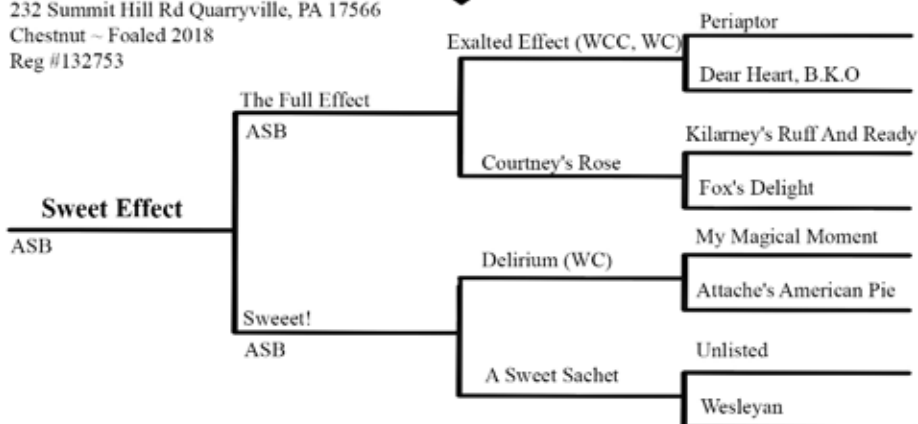 232 Summit Hill Rd Quarryville, PA 17566
Chestnut ~ Foaled 2018
Reg #132753
Periaptor
Exalted Effect (WCC, WC)
Dear Heart, B.K.O
The Full Effect
ASB
Kilarney's Ruff And Ready
Courtney's Rose
Fox's Delight
Sweet Effect
ASB
My Magical Moment
Delirium (WC)
Attache's American Pie
Sweeet!
ASB
Unlisted
A Sweet Sachet
Wesleyan